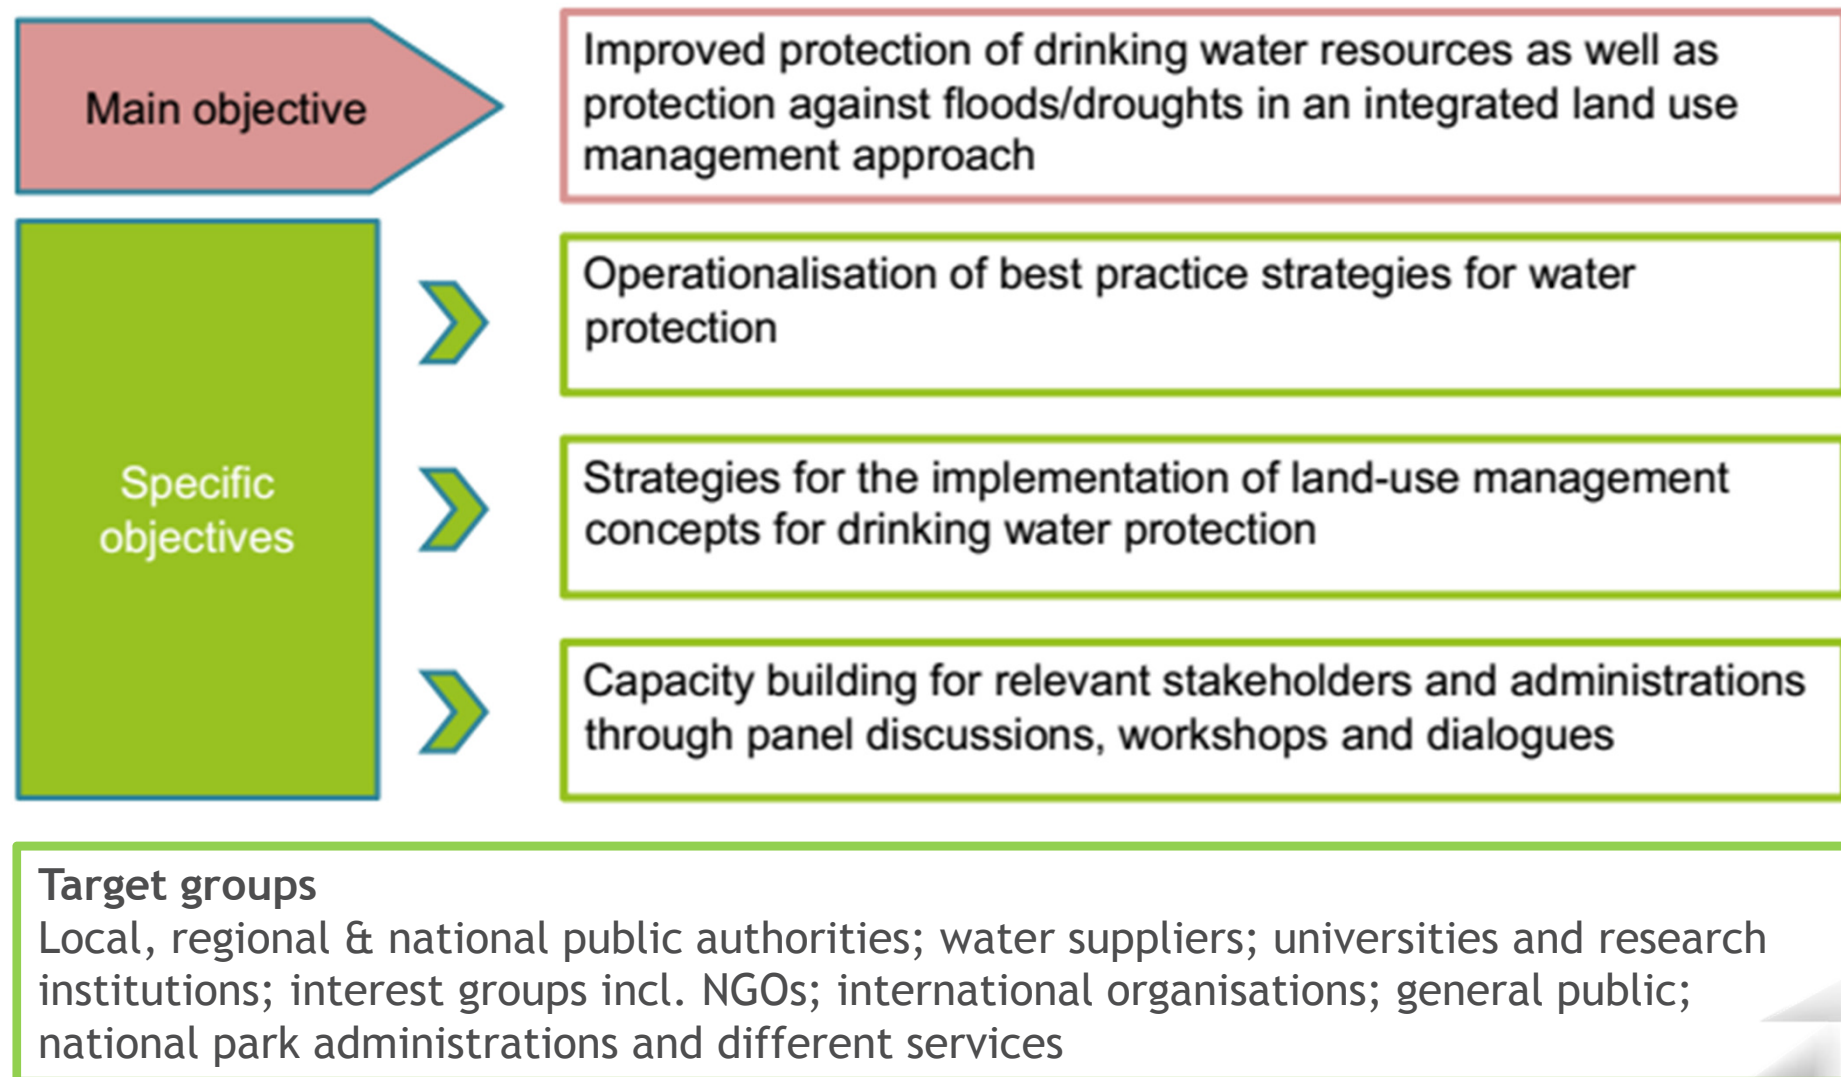 Main objective
Improved protection of drinking water resources as well as
protection against floods/droughts in an integrated land use
management approach
Specific
objectives
Operationalisation of best practice strategies for water
protection
Strategies for the implementation of land-use management
concepts for drinking water protection
Capacity building for relevant stakeholders and administrations
through panel discussions, workshops and dialogues
Target groups
Local, regional & national public authorities; water suppliers; universities and research
institutions; interest groups incl. NGOs; international organisations; general public;
national park administrations and different services